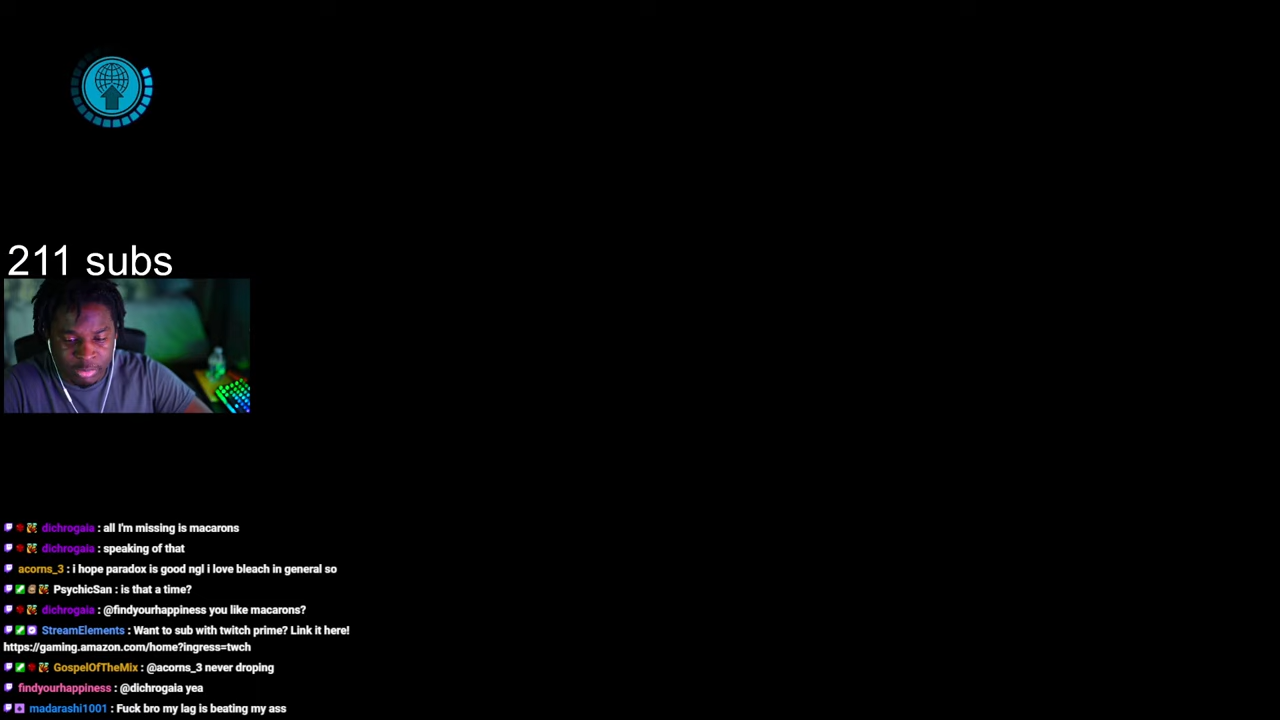 211 subs
dichrogaia : all I'm missing is macarons
dichrogaia : speaking of that
acorns_3 : i hope paradox is good ngl i love bleach in general so
PsychicSan : is that a time?
dichrogaia : @findyourhappiness you like macarons?
StreamElements : Want to sub with twitch prime? Link it here!
https://gaming.amazon.com/home?ingress=twch
GospelOfTheMix : @acorns_3 never droping
findyourhappiness : @dichrogaia yea
madarashi1001 : Fuck bro my lag is beating my ass